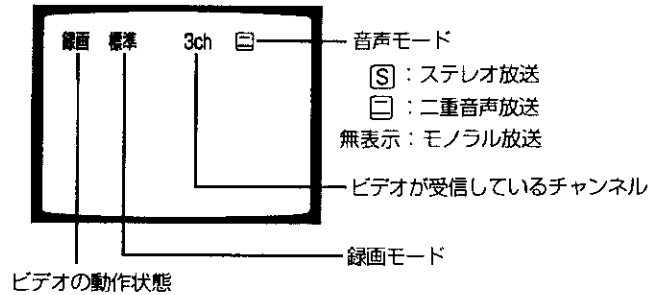 録画 標準 3ch 二 音声モード
S：ステレオ放送
二：二重音声放送
無表示：モノラル放送
ビデオが受信しているチャンネル
録画モード
ビデオの動作状態